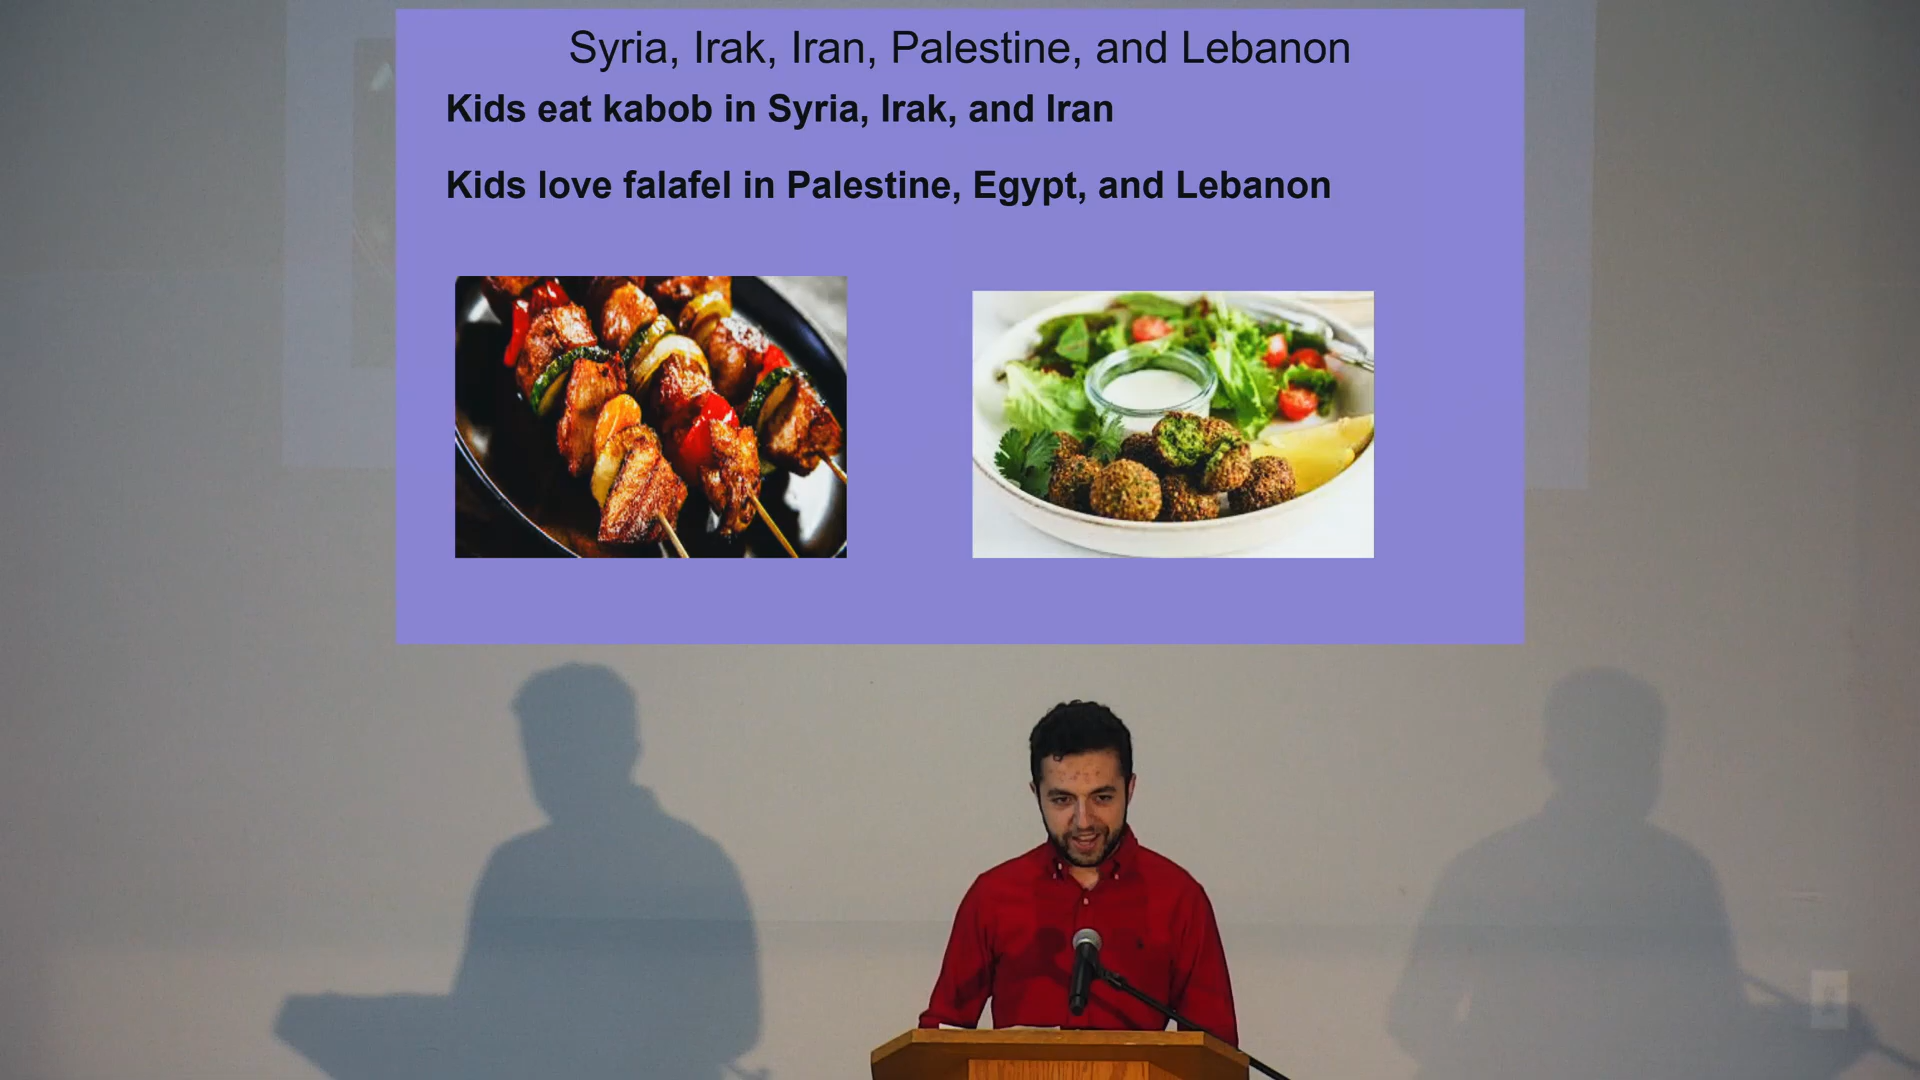 Syria, Irak, Iran, Palestine, and Lebanon
Kids eat kabob in Syria, Irak, and Iran
Kids love falafel in Palestine, Egypt, and Lebanon